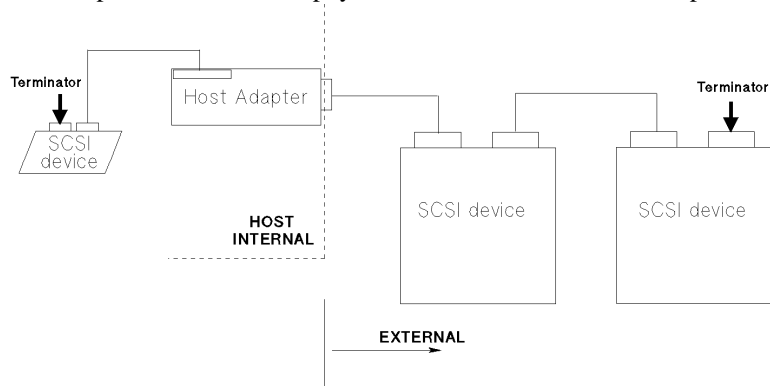 Terminator
SCSI
device
Host Adapter
HOST
INTERNAL
SCSI device
SCSI device
Terminator
EXTERNAL